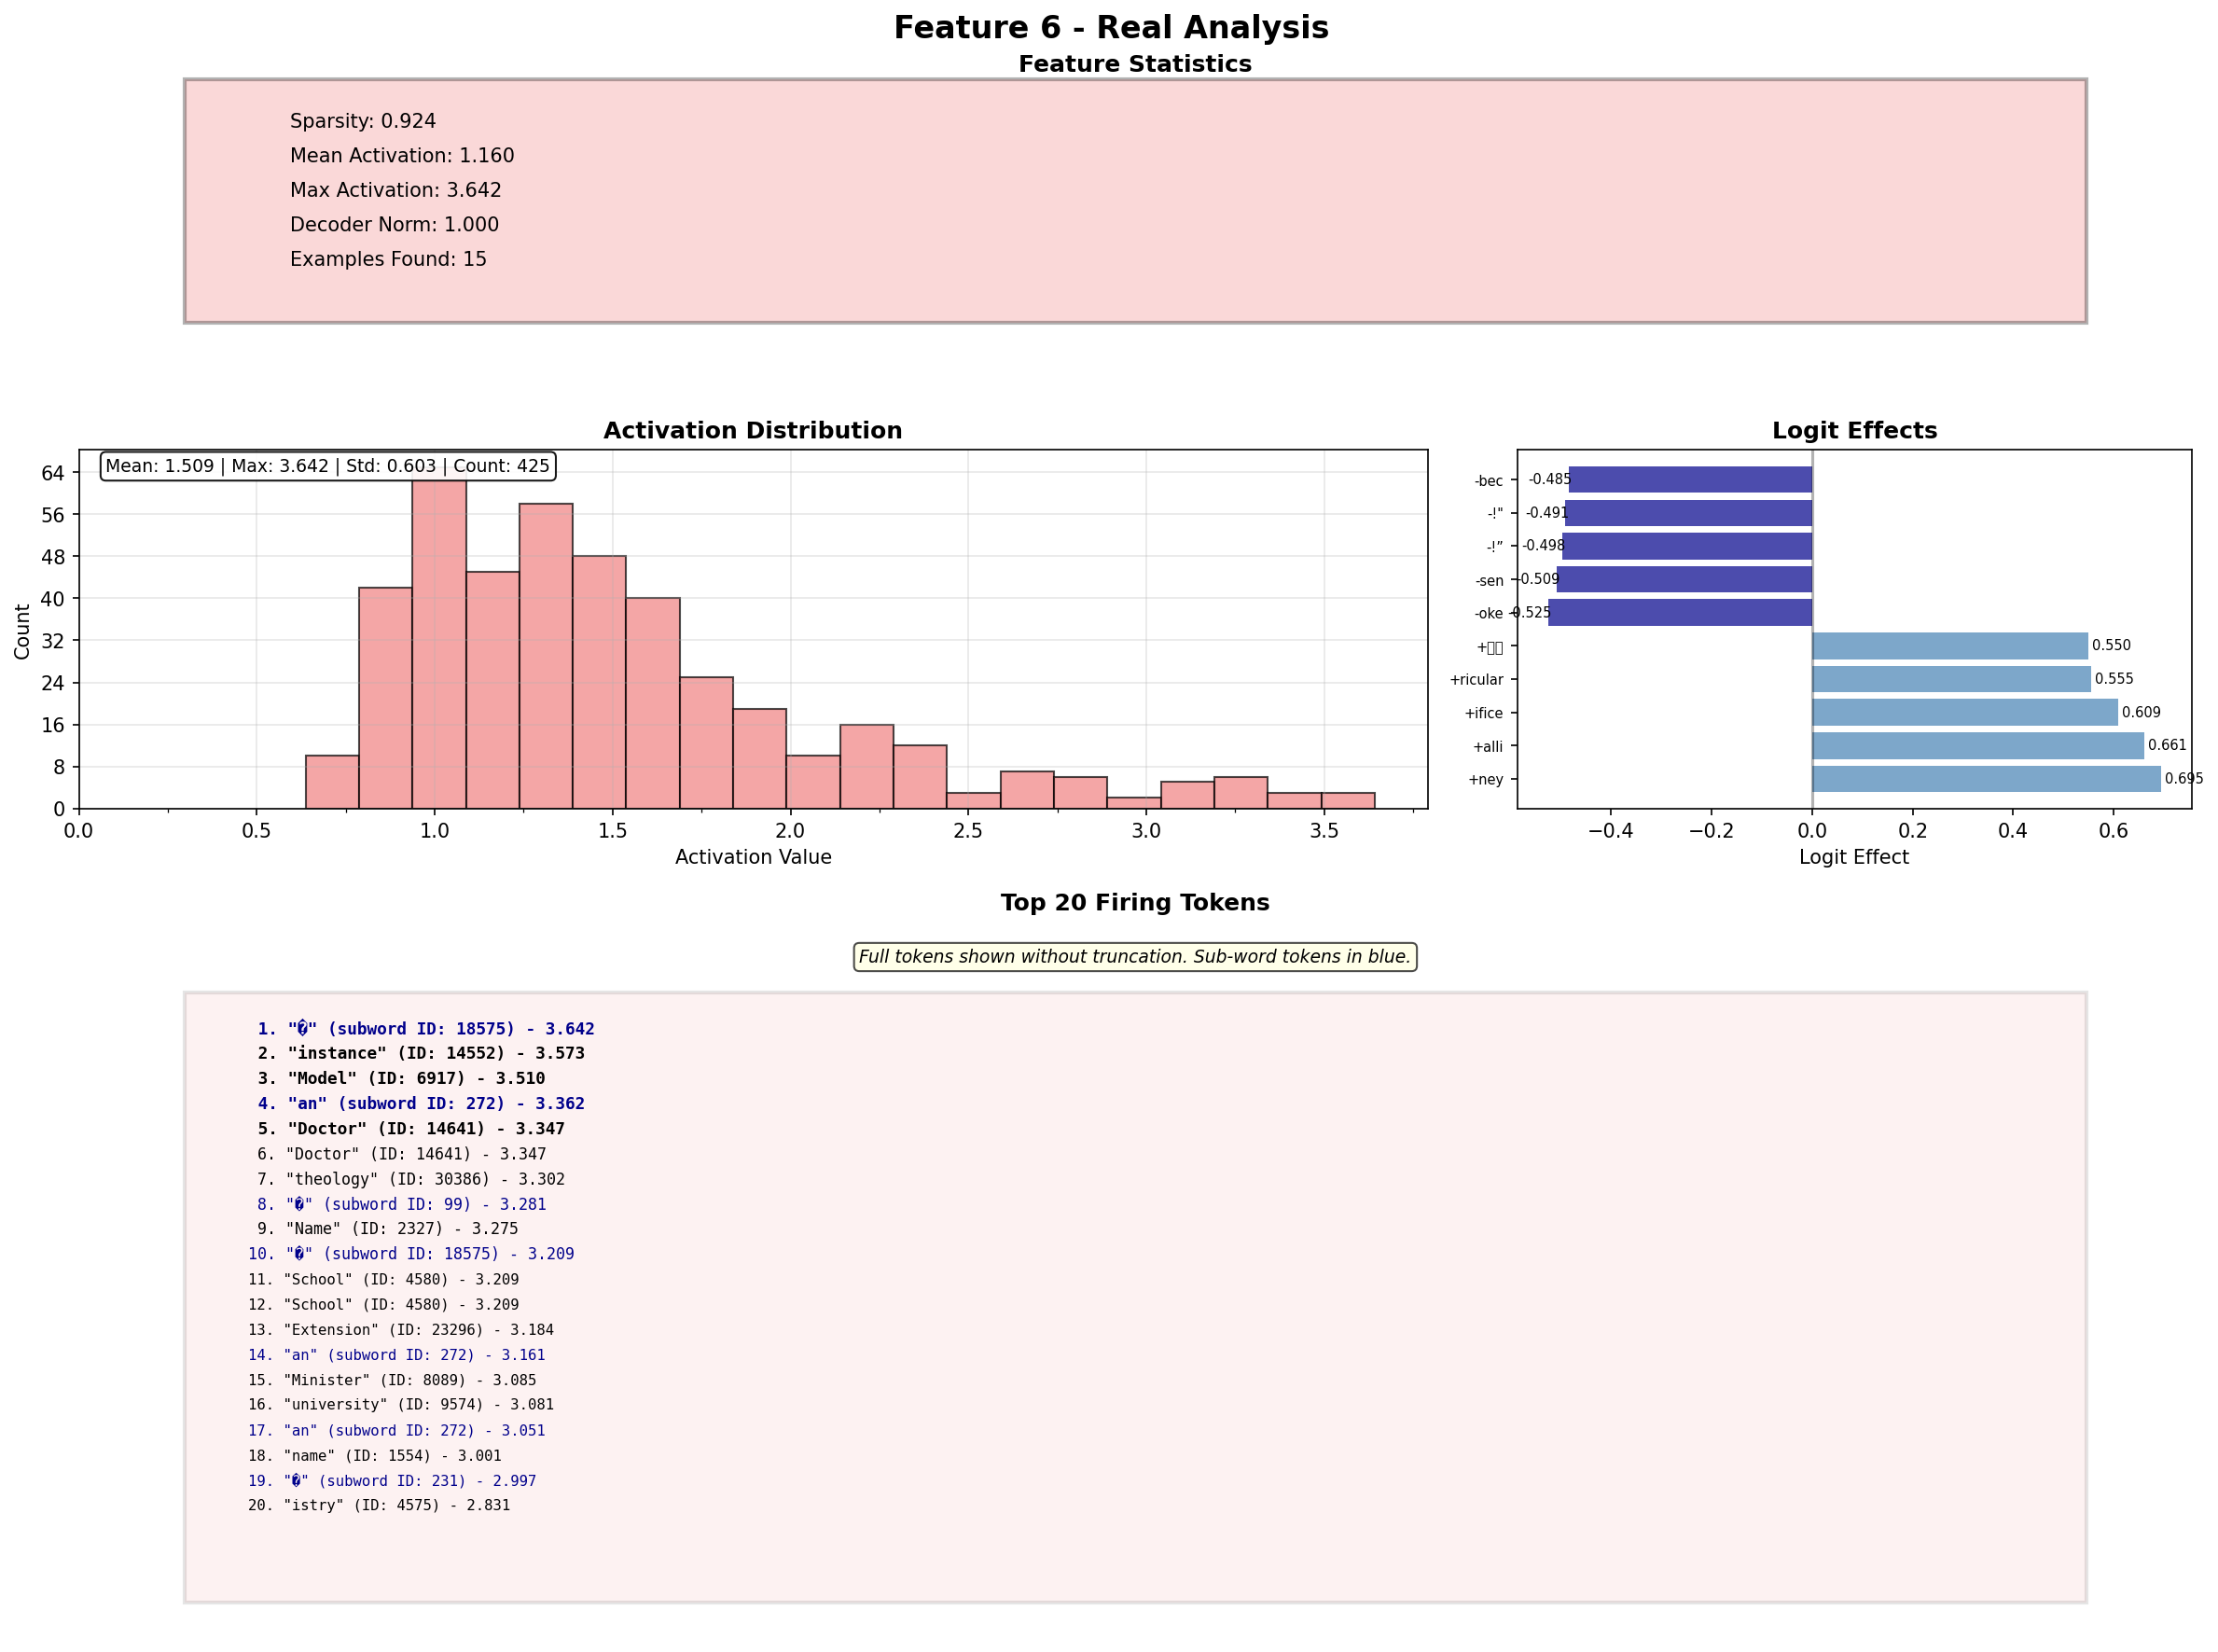 Feature 6 - Real Analysis
Feature Statistics
Sparsity: 0.924
Mean Activation: 1.160
Max Activation: 3.642
Decoder Norm: 1.000
Examples Found: 15
Activation Distribution
Mean: 1.509 | Max: 3.642 | Std: 0.603 | Count: 425
64
56
48
40
32
24
16
8
0
Count
0.0 0.5 1.0 1.5 2.0 2.5 3.0 3.5
Activation Value
Logit Effects
-bec -0.485
-!" -0.491
-!” -0.498
-sen -0.509
-oke -0.525
+▯▯ 0.550
+ricular 0.555
+ifice 0.609
+alli 0.661
+ney 0.695
−0.4 −0.2 0.0 0.2 0.4 0.6
Logit Effect
Top 20 Firing Tokens
Full tokens shown without truncation. Sub-word tokens in blue.
1. "�" (subword ID: 18575) - 3.642
2. "instance" (ID: 14552) - 3.573
3. "Model" (ID: 6917) - 3.510
4. "an" (subword ID: 272) - 3.362
5. "Doctor" (ID: 14641) - 3.347
6. "Doctor" (ID: 14641) - 3.347
7. "theology" (ID: 30386) - 3.302
8. "�" (subword ID: 99) - 3.281
9. "Name" (ID: 2327) - 3.275
10. "�" (subword ID: 18575) - 3.209
11. "School" (ID: 4580) - 3.209
12. "School" (ID: 4580) - 3.209
13. "Extension" (ID: 23296) - 3.184
14. "an" (subword ID: 272) - 3.161
15. "Minister" (ID: 8089) - 3.085
16. "university" (ID: 9574) - 3.081
17. "an" (subword ID: 272) - 3.051
18. "name" (ID: 1554) - 3.001
19. "�" (subword ID: 231) - 2.997
20. "istry" (ID: 4575) - 2.831